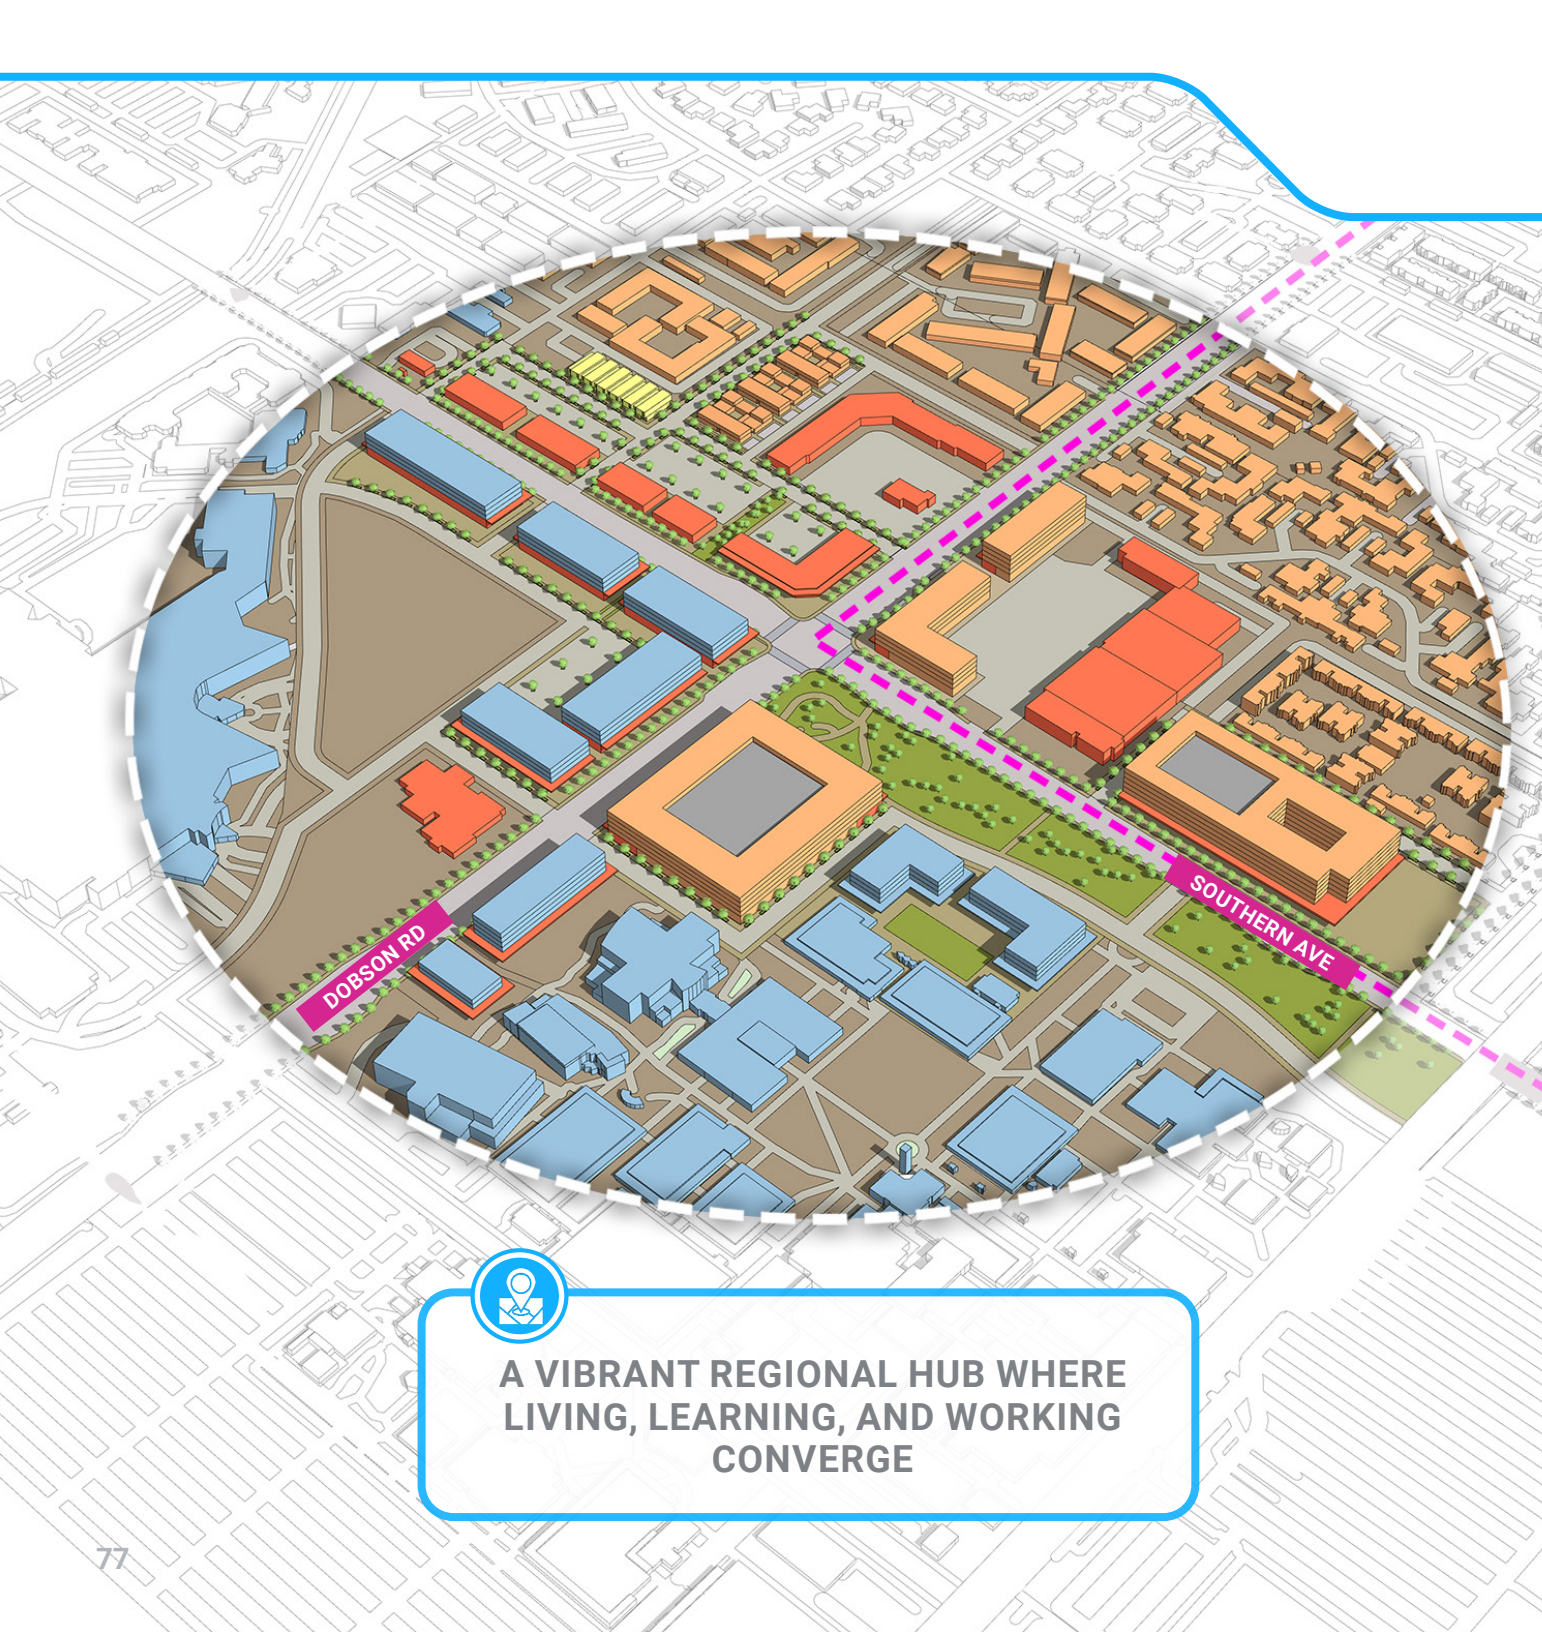 SOUTHERN AVE
DOBSON RD
A VIBRANT REGIONAL HUB WHERE
LIVING, LEARNING, AND WORKING
CONVERGE
77